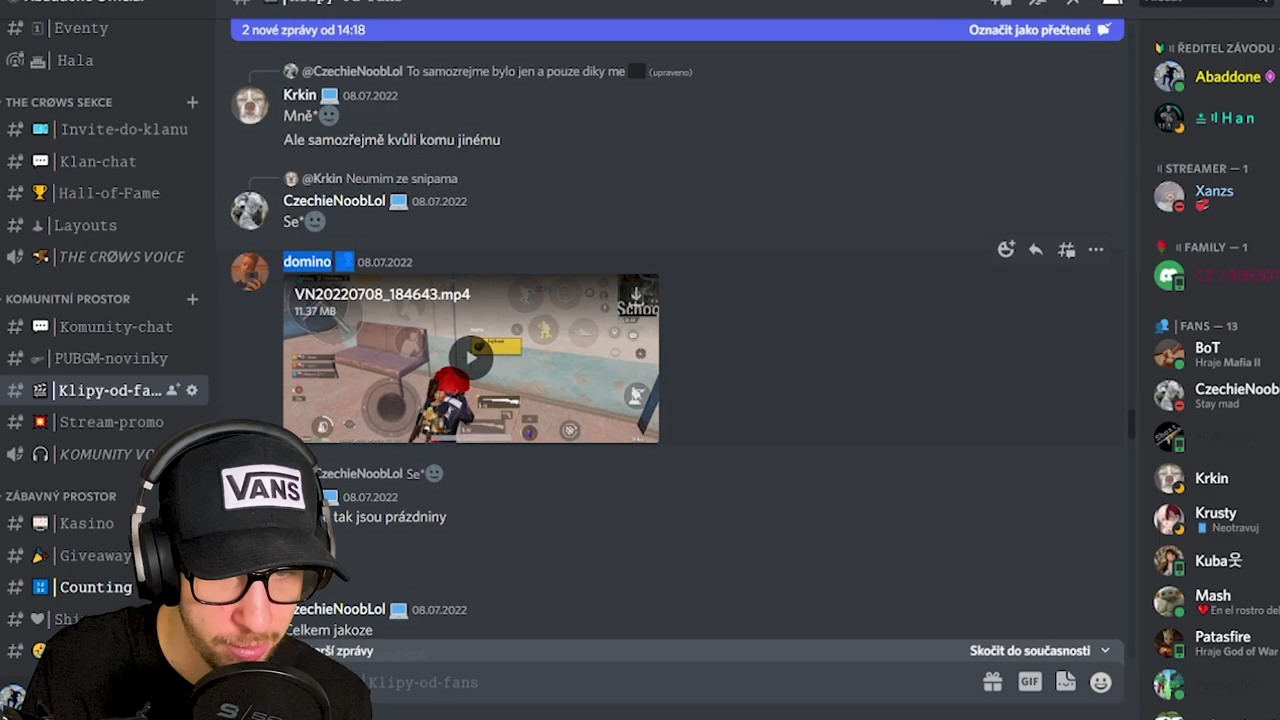 Eventy
Hala
THE CRØWS SEKCE
Invite-do-klanu
Klan-chat
Hall-of-Fame
Layouts
THE CRØWS VOICE
KOMUNITNÍ PROSTOR
Komunity-chat
PUBGM-novinky
Klipy-od-fa...
Stream-promo
KOMUNITY VO
ZÁBAVNÝ PROSTOR
Kasino
Giveaway
Counting
2 nové zprávy od 14:18
Označit jako přečtené
@CzechieNoobLol To samozrejme bylo jen a pouze diky me (upraveno)
Krkin 08.07.2022
Mně*
Ale samozřejmě kvůli komu jinému
@Krkin Neumim ze snipama
CzechieNoobLol 08.07.2022
Se*
domino 08.07.2022
VN20220708_184643.mp4
11.37 MB
CzechieNoobLol Se*
08.07.2022
tak jsou prázdniny
zechieNoobLol 08.07.2022
Celkem jakoze
rší zprávy
Skočit do současnosti
Klipy-od-fans
GIF
VANS
ŘEDITEL ZÁVODU
Abaddone
Han
STREAMER — 1
Xanzs
FAMILY — 1
FANS — 13
BoT
Hraje Mafia II
CzechieNoob
Stay mad
Krkin
Krusty
Neotravuj
Kuba
Mash
En el rostro de
Patasfire
Hraje God of War